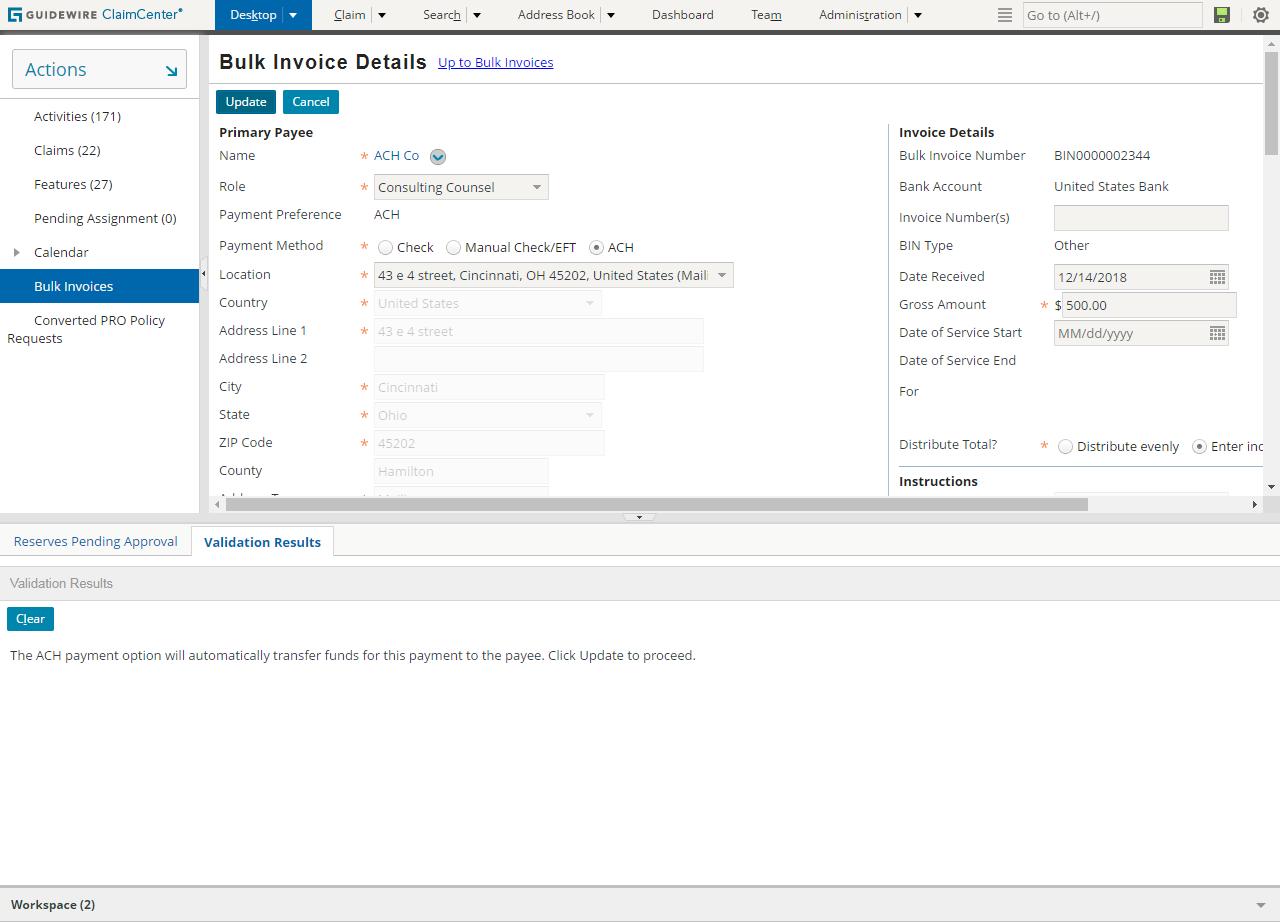 GUIDEWIRE ClaimCenter®
Desktop
Claim
Search
Address Book
Dashboard
Team
Administration
Go to (Alt+/)
Actions
Activities (171)
Claims (22)
Features (27)
Pending Assignment (0)
Calendar
Bulk Invoices
Converted PRO Policy
Requests
Bulk Invoice Details Up to Bulk Invoices
Update Cancel
Primary Payee
Name * ACH Co
Role * Consulting Counsel
Payment Preference ACH
Payment Method * Check Manual Check/EFT ACH
Location * 43 e 4 street, Cincinnati, OH 45202, United States (Maili
Country * United States
Address Line 1 * 43 e 4 street
Address Line 2
City * Cincinnati
State * Ohio
ZIP Code * 45202
County Hamilton
Invoice Details
Bulk Invoice Number BIN0000002344
Bank Account United States Bank
Invoice Number(s)
BIN Type Other
Date Received 12/14/2018
Gross Amount * $ 500.00
Date of Service Start MM/dd/yyyy
Date of Service End
For
Distribute Total? * Distribute evenly Enter
Instructions
Reserves Pending Approval
Validation Results
Validation Results
Clear
The ACH payment option will automatically transfer funds for this payment to the payee. Click Update to proceed.
Workspace (2)